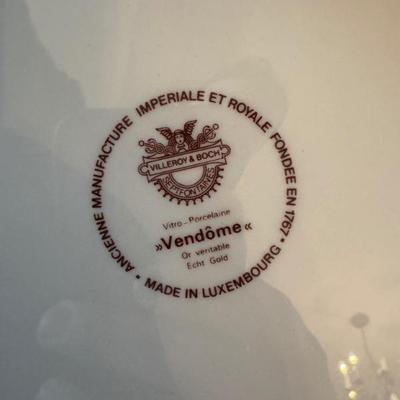 ANCIENNE MANUFACTURE IMPERIALE ET ROYALE FONDEE EN 1767
VILLEROY & BOCH
SEPTFONTAINES
Vitro-Porcelaine
»Vendôme«
Or veritable
Echt Gold
• MADE IN LUXEMBOURG •